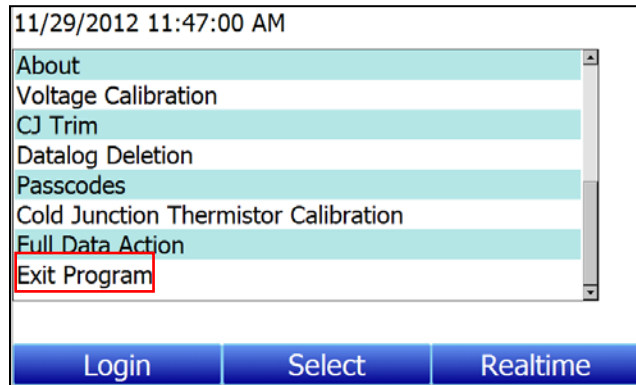 11/29/2012 11:47:00 AM
About
Voltage Calibration
CJ Trim
Datalog Deletion
Passcodes
Cold Junction Thermistor Calibration
Full Data Action
Exit Program
Login Select Realtime